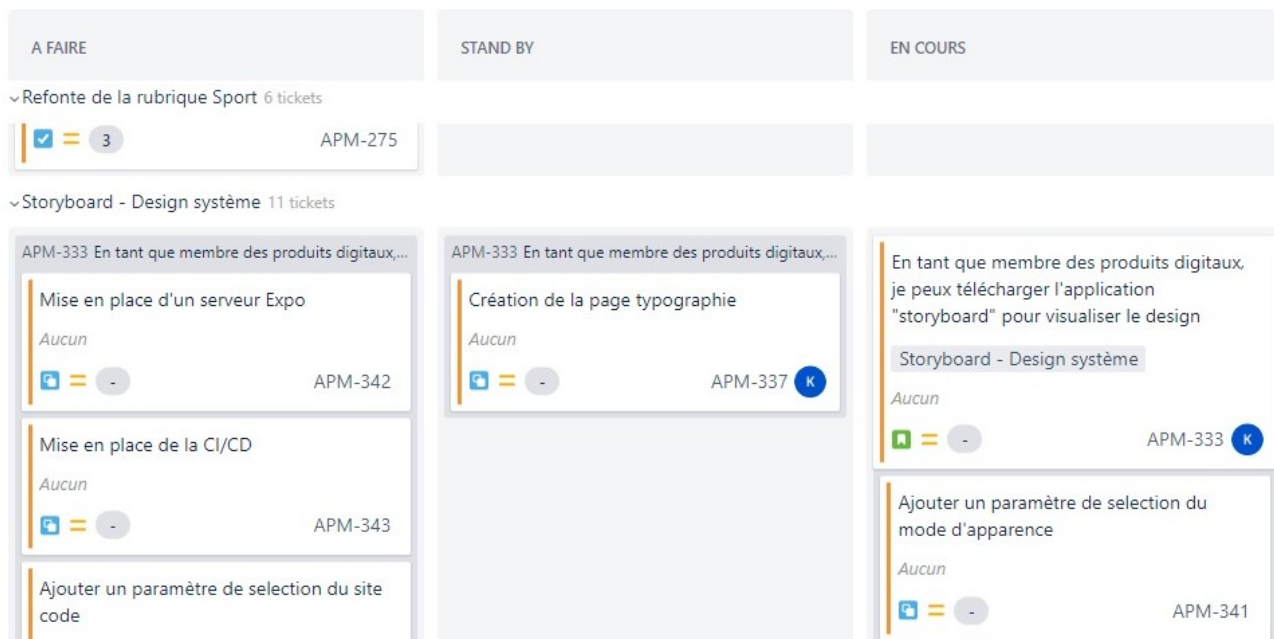 A FAIRE
STAND BY
EN COURS
Refonte de la rubrique Sport 6 tickets
3
APM-275
Storyboard - Design système 11 tickets
APM-333 En tant que membre des produits digitaux,...
Mise en place d'un serveur Expo
Aucun
-
APM-342
Mise en place de la CI/CD
Aucun
-
APM-343
Ajouter un paramètre de selection du site
code
APM-333 En tant que membre des produits digitaux,...
Création de la page typographie
Aucun
-
APM-337 K
En tant que membre des produits digitaux,
je peux télécharger l'application
"storyboard" pour visualiser le design
Storyboard - Design système
Aucun
-
APM-333 K
Ajouter un paramètre de selection du
mode d'apparence
Aucun
-
APM-341